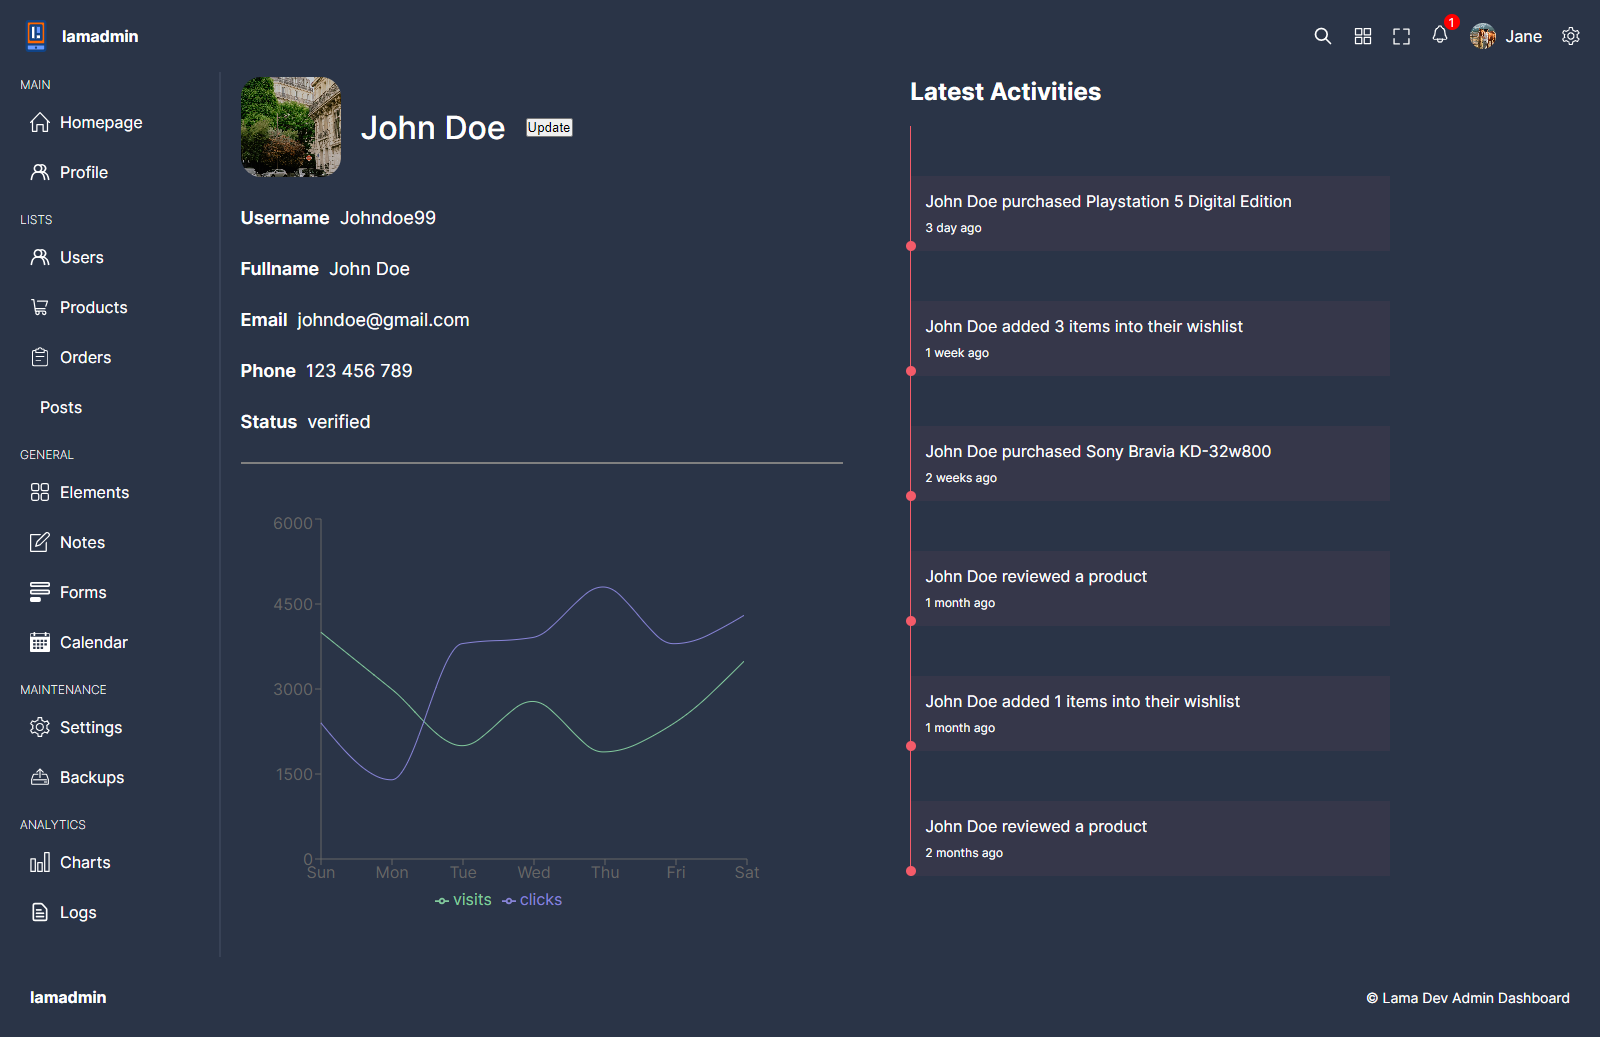 lamadmin
1
Jane
MAIN
Homepage
Profile
LISTS
Users
Products
Orders
Posts
GENERAL
Elements
Notes
Forms
Calendar
MAINTENANCE
Settings
Backups
ANALYTICS
Charts
Logs
John Doe
Update
Username Johndoe99
Fullname John Doe
Email johndoe@gmail.com
Phone 123 456 789
Status verified
6000
4500
3000
1500
0
Sun Mon Tue Wed Thu Fri Sat
visits clicks
Latest Activities
John Doe purchased Playstation 5 Digital Edition
3 day ago
John Doe added 3 items into their wishlist
1 week ago
John Doe purchased Sony Bravia KD-32w800
2 weeks ago
John Doe reviewed a product
1 month ago
John Doe added 1 items into their wishlist
1 month ago
John Doe reviewed a product
2 months ago
lamadmin
© Lama Dev Admin Dashboard